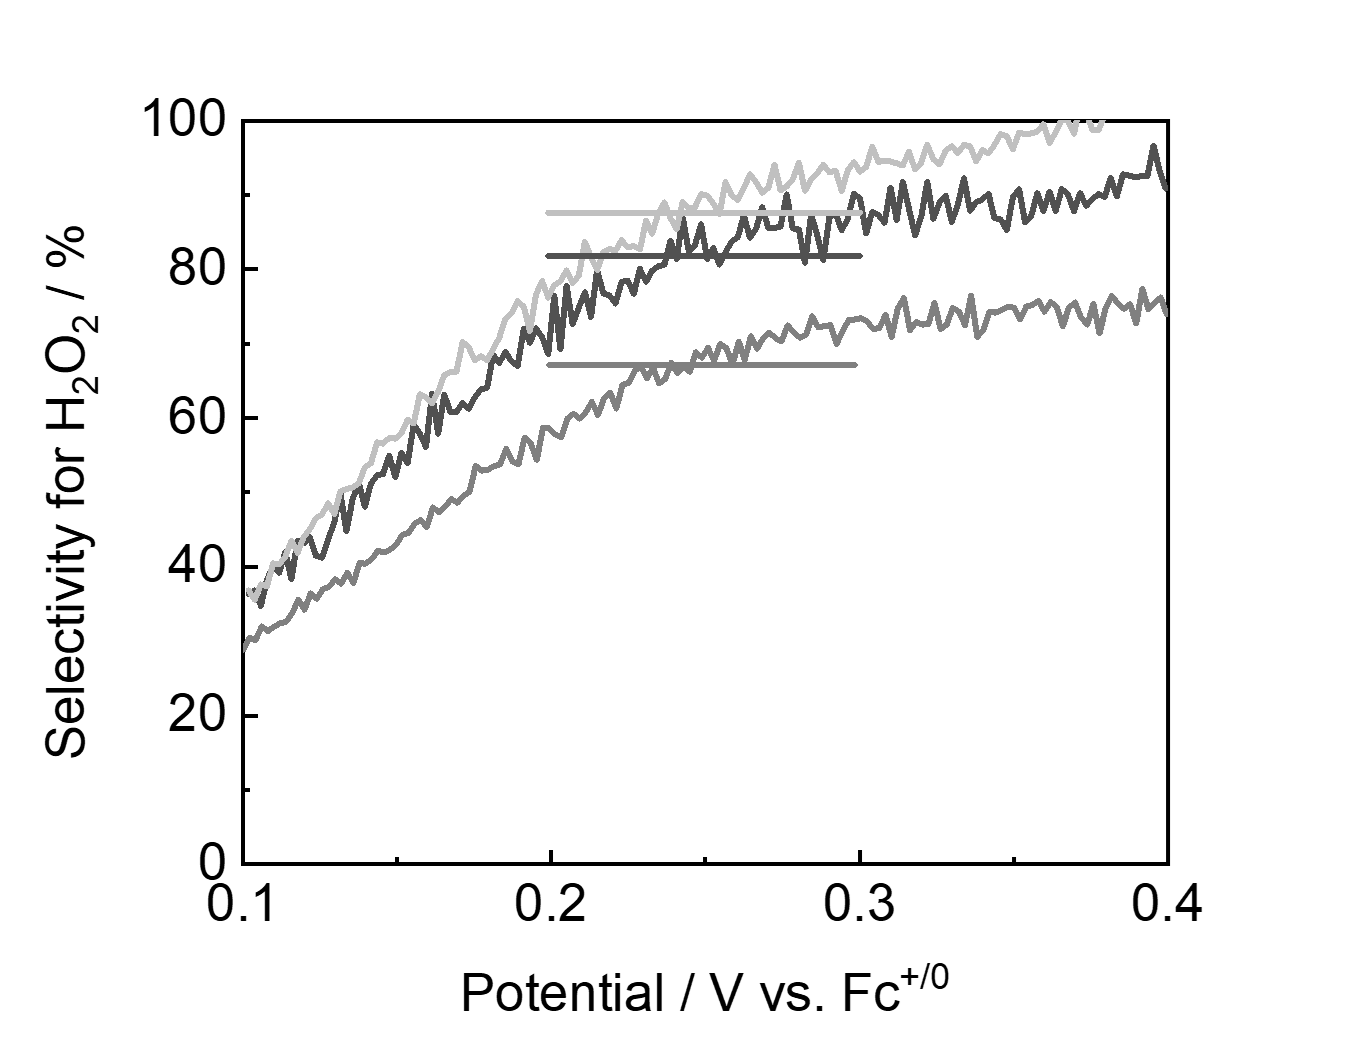 Selectivity for H₂O₂ / %
100
80
60
40
20
0
0.1 0.2 0.3 0.4
Potential / V vs. Fc⁺/⁰